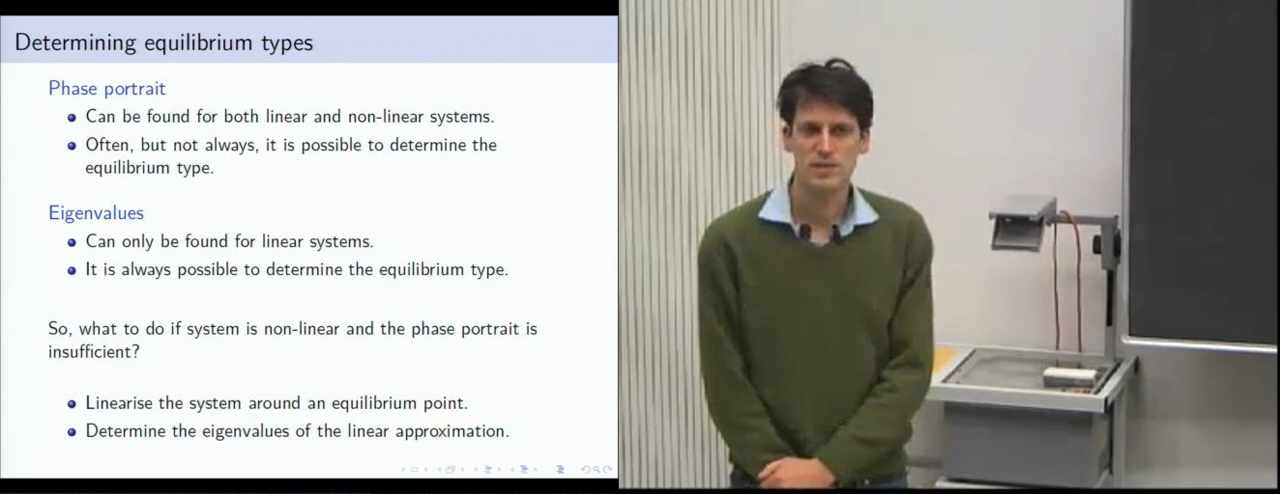 Determining equilibrium types
Phase portrait
Can be found for both linear and non-linear systems.
Often, but not always, it is possible to determine the
equilibrium type.
Eigenvalues
Can only be found for linear systems.
It is always possible to determine the equilibrium type.
So, what to do if system is non-linear and the phase portrait is
insufficient?
Linearise the system around an equilibrium point.
Determine the eigenvalues of the linear approximation.